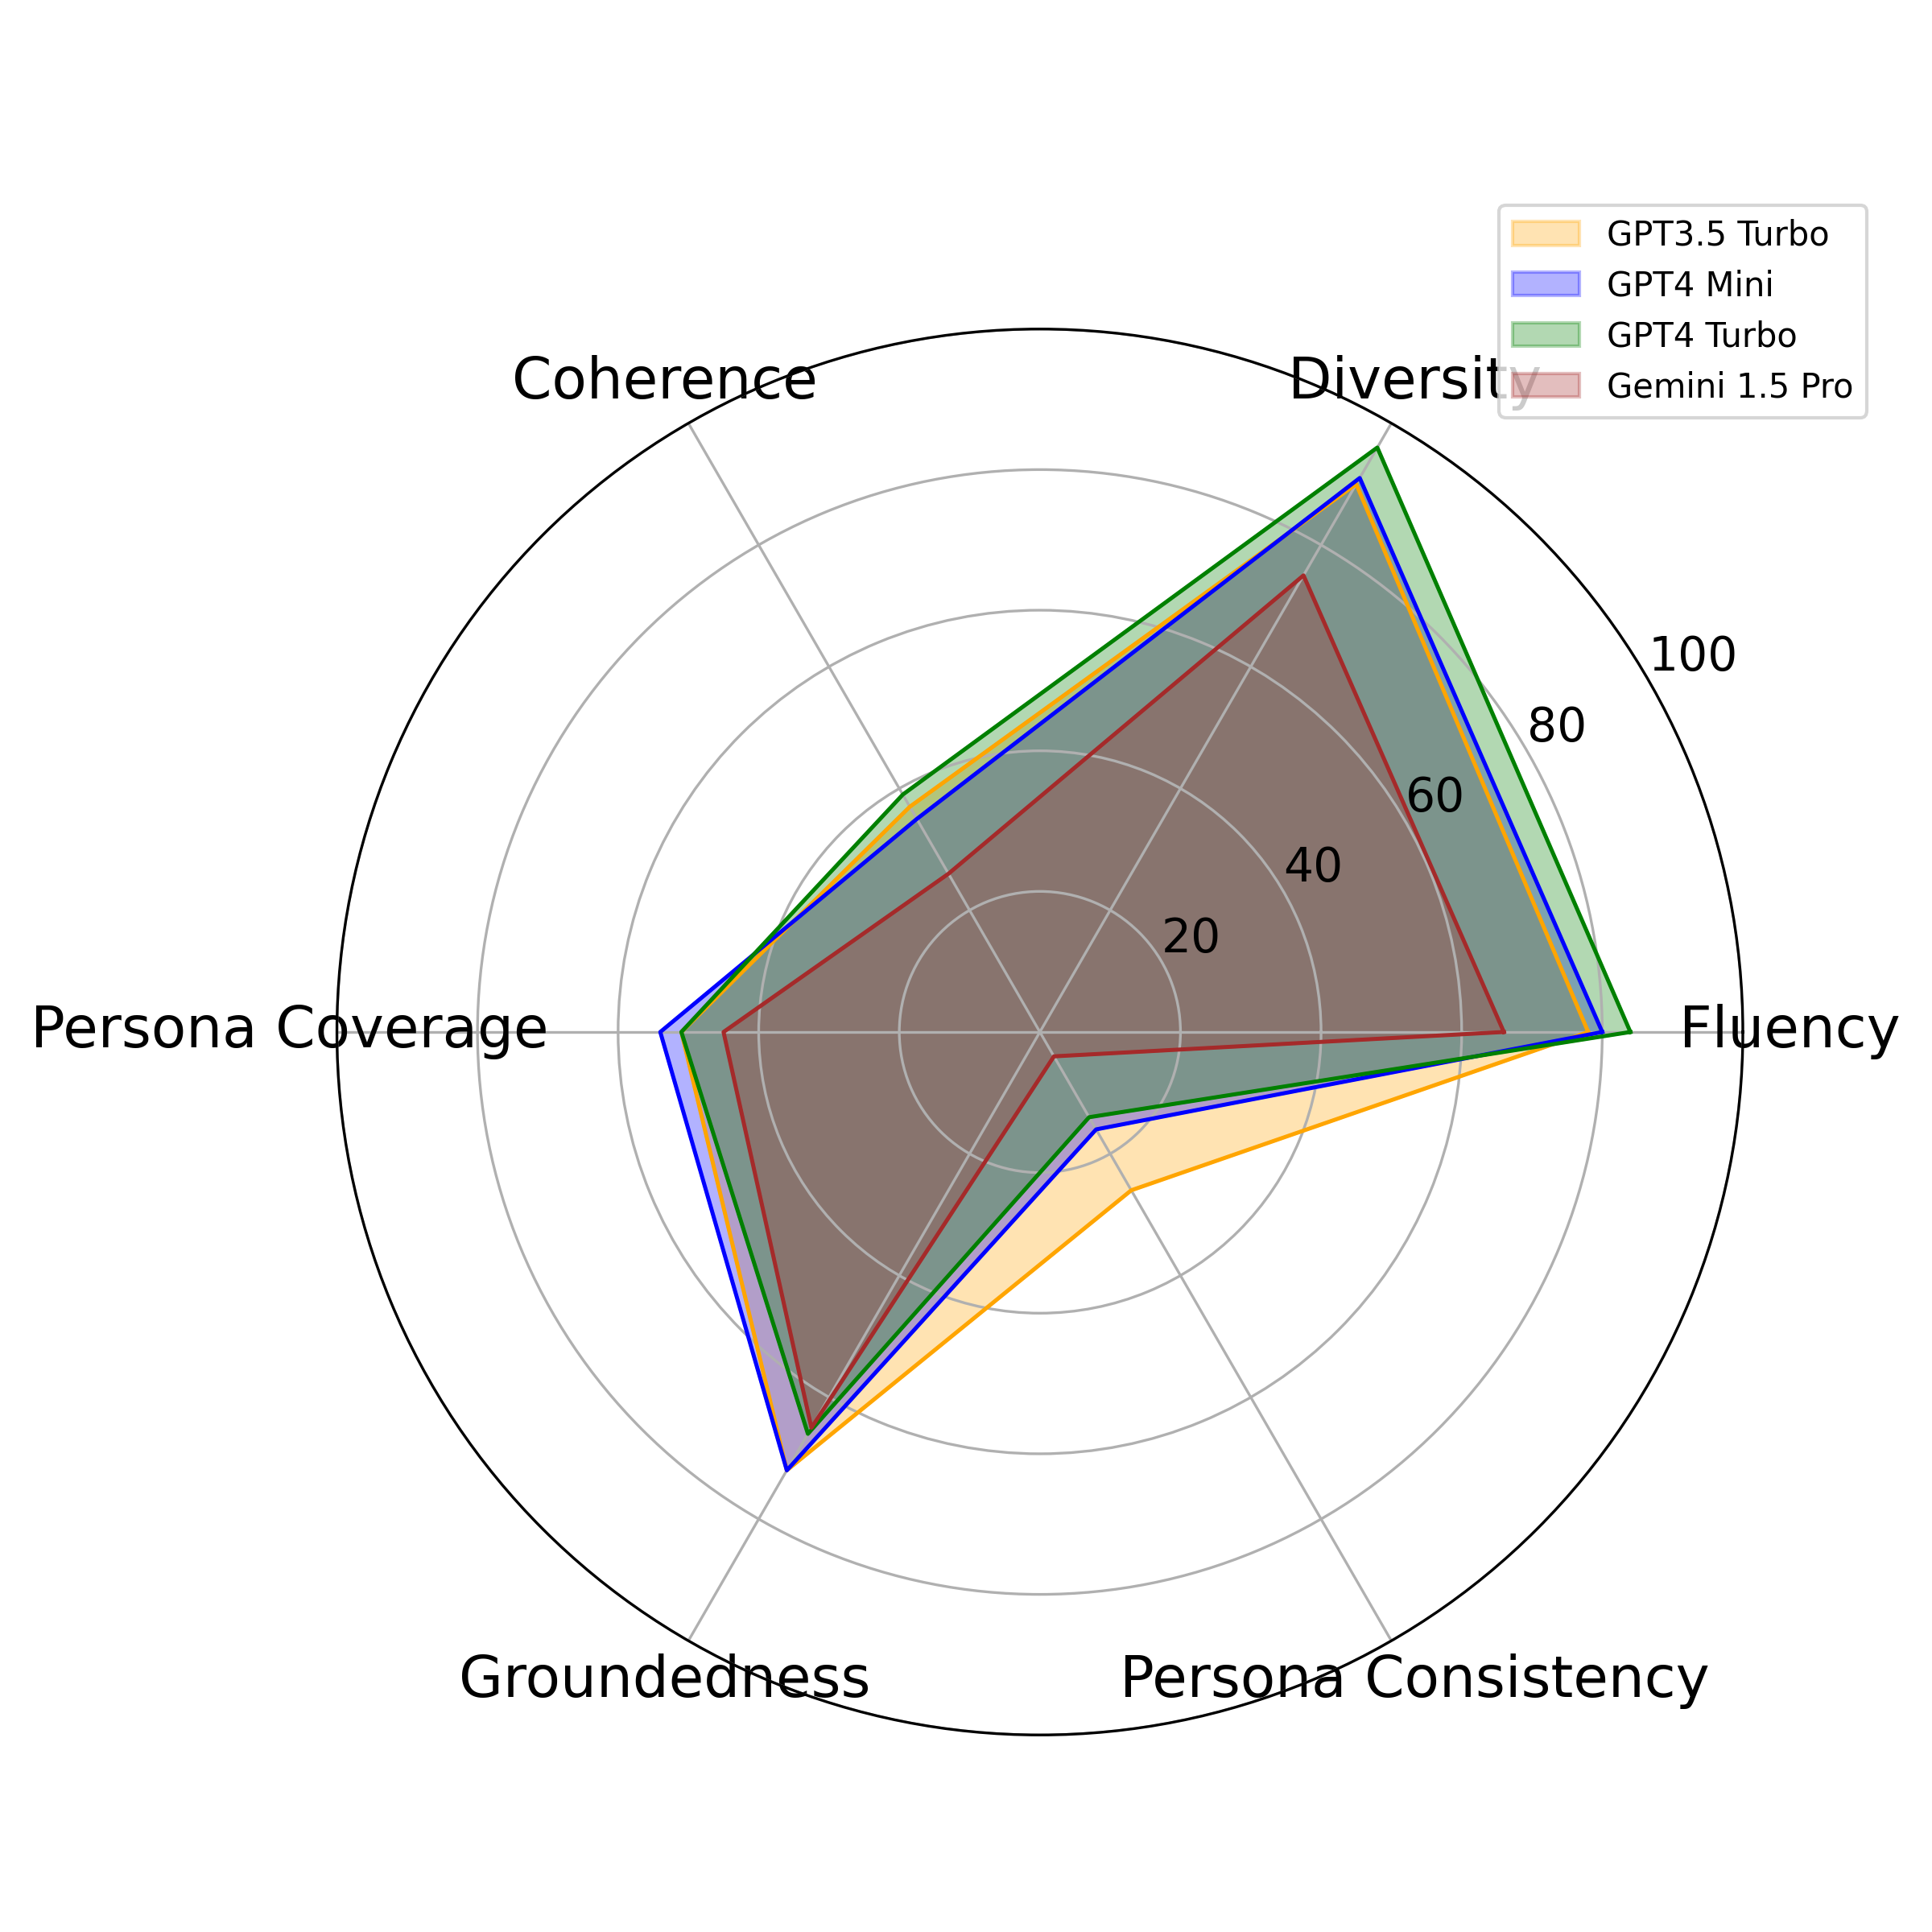 GPT3.5 Turbo
GPT4 Mini
GPT4 Turbo
Gemini 1.5 Pro
Coherence
Diversity
100
80
60
40
20
Persona Coverage
Fluency
Groundedness
Persona Consistency